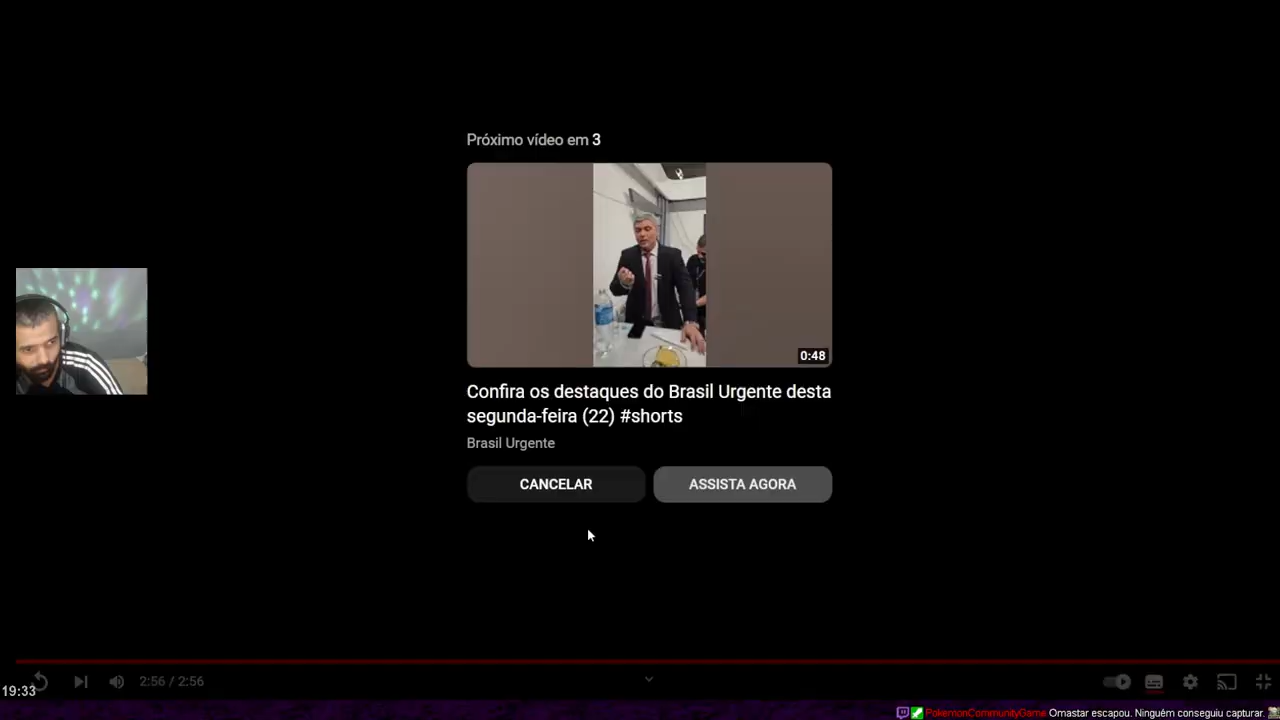 Próximo vídeo em 3
0:48
Confira os destaques do Brasil Urgente desta
segunda-feira (22) #shorts
Brasil Urgente
CANCELAR
ASSISTA AGORA
2:56 / 2:56
19:33
PokemonCommunityGame Omastar escapou. Ninguém conseguiu capturar.